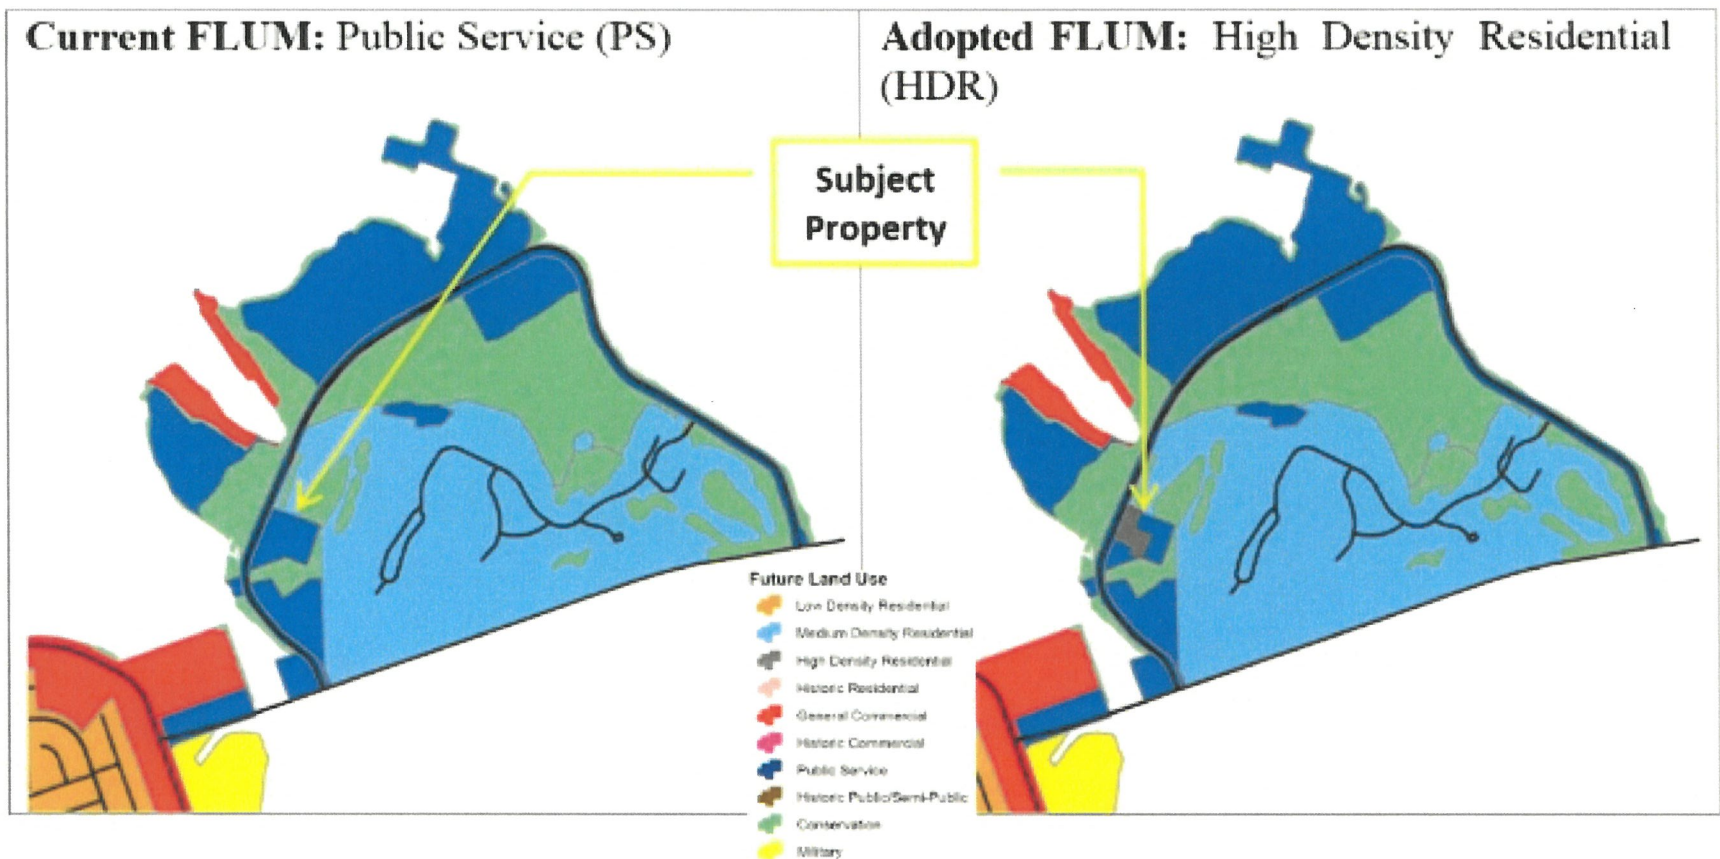 Current FLUM: Public Service (PS)
Adopted FLUM: High Density Residential
(HDR)
Subject
Property
Future Land Use
Low Density Residential
Medium Density Residential
High Density Residential
Historic Residential
General Commercial
Historic Commercial
Public Service
Historic Public/Semi-Public
Conservation
Military